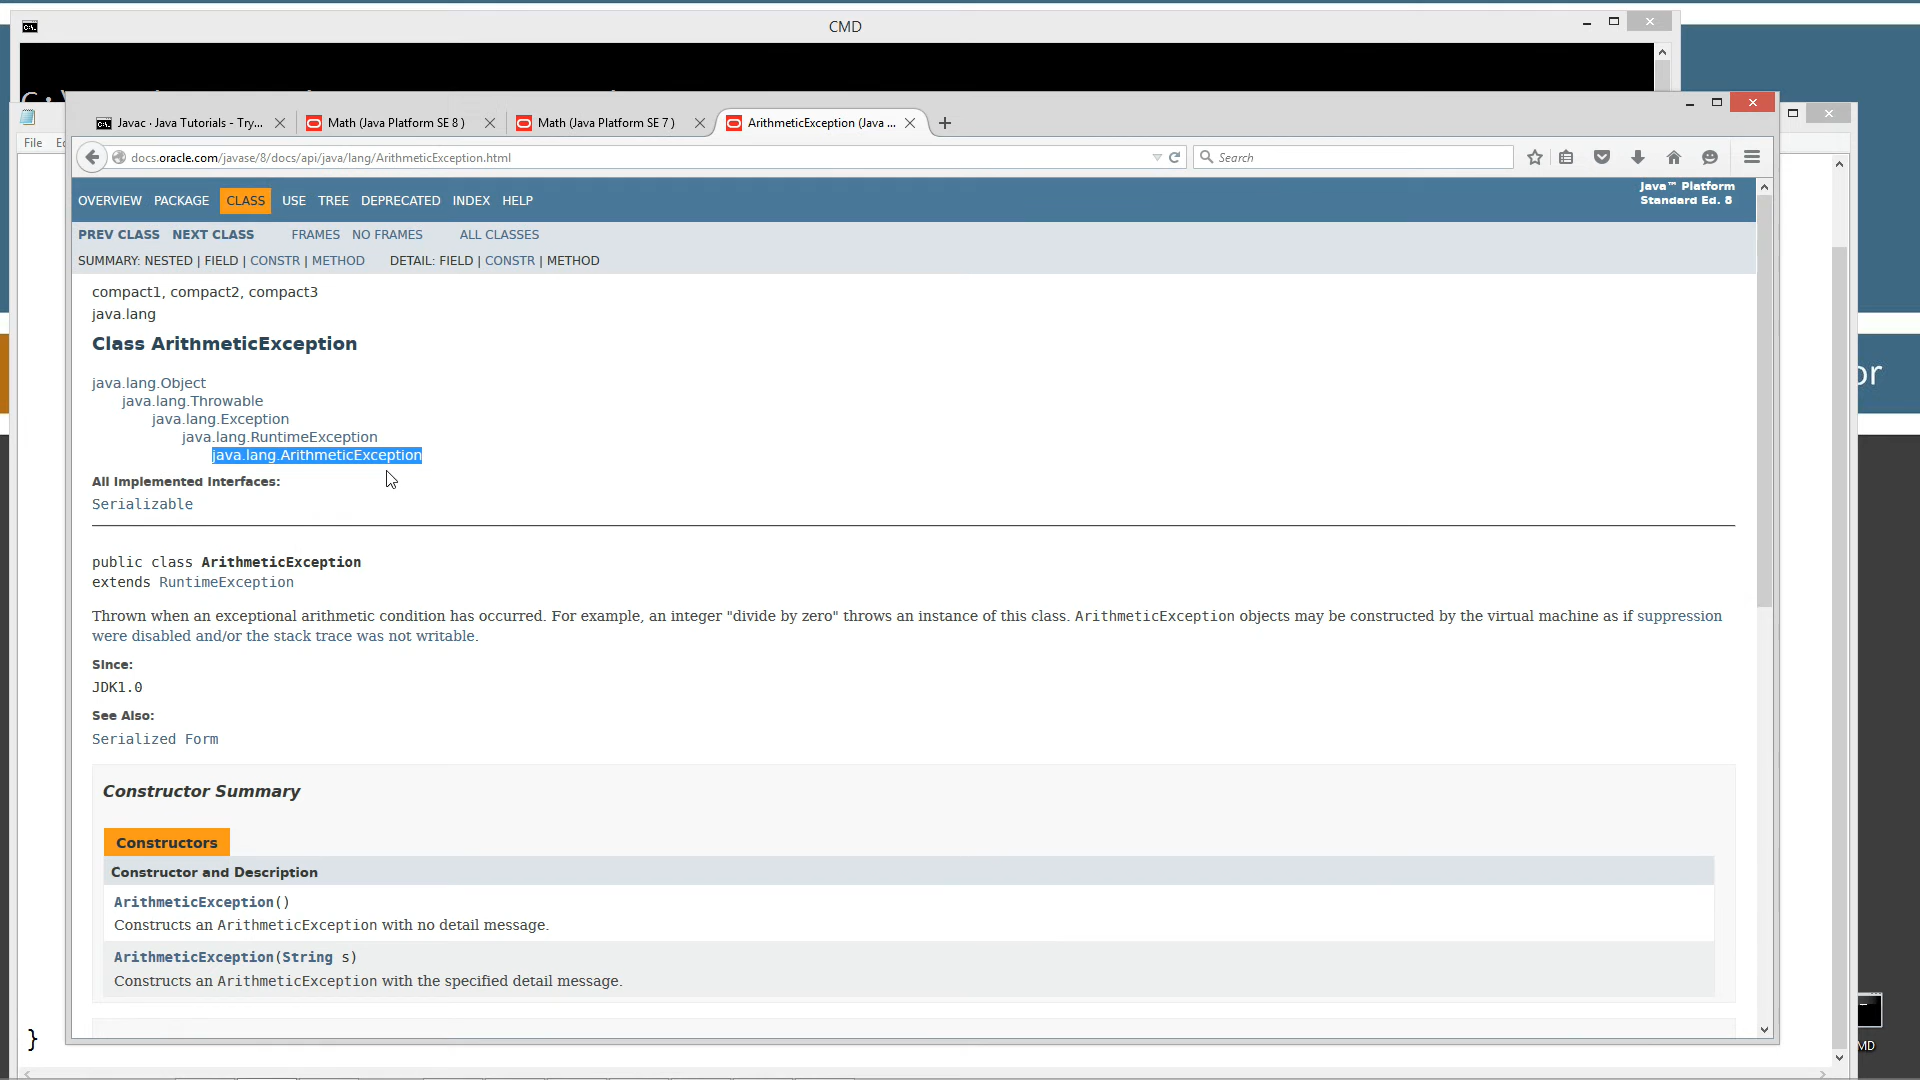 CMD
File
Javac · Java Tutorials - Try...
Math (Java Platform SE 8 )
Math (Java Platform SE 7 )
ArithmeticException (Java ...
docs.oracle.com/javase/8/docs/api/java/lang/ArithmeticException.html
Search
OVERVIEW PACKAGE CLASS USE TREE DEPRECATED INDEX HELP
Java™ Platform
Standard Ed. 8
PREV CLASS NEXT CLASS FRAMES NO FRAMES ALL CLASSES
SUMMARY: NESTED | FIELD | CONSTR | METHOD DETAIL: FIELD | CONSTR | METHOD
compact1, compact2, compact3
java.lang
Class ArithmeticException
java.lang.Object
java.lang.Throwable
java.lang.Exception
java.lang.RuntimeException
java.lang.ArithmeticException
All Implemented Interfaces:
Serializable
public class ArithmeticException
extends RuntimeException
Thrown when an exceptional arithmetic condition has occurred. For example, an integer "divide by zero" throws an instance of this class. ArithmeticException objects may be constructed by the virtual machine as if suppression
were disabled and/or the stack trace was not writable.
Since:
JDK1.0
See Also:
Serialized Form
Constructor Summary
Constructors
Constructor and Description
ArithmeticException()
Constructs an ArithmeticException with no detail message.
ArithmeticException(String s)
Constructs an ArithmeticException with the specified detail message.
}
or
MD